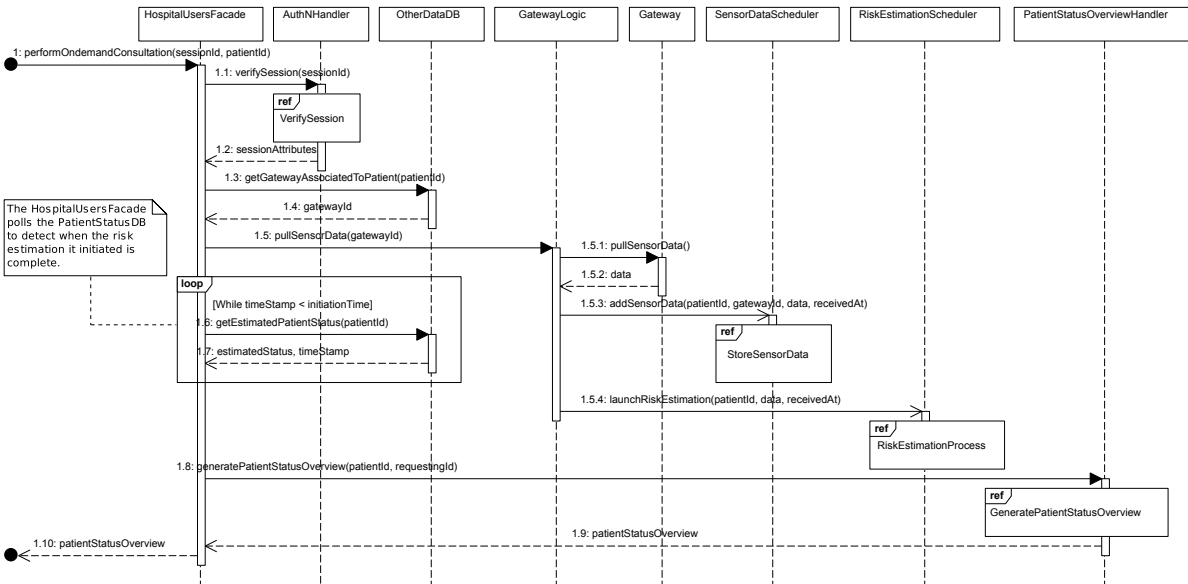 HospitalUsersFacade
AuthNHandler
OtherDataDB
GatewayLogic
Gateway
SensorDataScheduler
RiskEstimationScheduler
PatientStatusOverviewHandler
1: performOndemandConsultation(sessionId, patientId)
1.1: verifySession(sessionId)
ref
VerifySession
1.2: sessionAttributes
1.3: getGatewayAssociatedToPatient(patientId)
1.4: gatewayId
The HospitalUsersFacade
polls the PatientStatusDB
to detect when the risk
estimation it initiated is
complete.
1.5: pullSensorData(gatewayId)
1.5.1: pullSensorData()
1.5.2: data
loop
[While timeStamp < initiationTime]
1.5.3: addSensorData(patientId, gatewayId, data, receivedAt)
1.6: getEstimatedPatientStatus(patientId)
ref
StoreSensorData
1.7: estimatedStatus, timeStamp
1.5.4: launchRiskEstimation(patientId, data, receivedAt)
ref
RiskEstimationProcess
1.8: generatePatientStatusOverview(patientId, requestingId)
ref
GeneratePatientStatusOverview
1.9: patientStatusOverview
1.10: patientStatusOverview